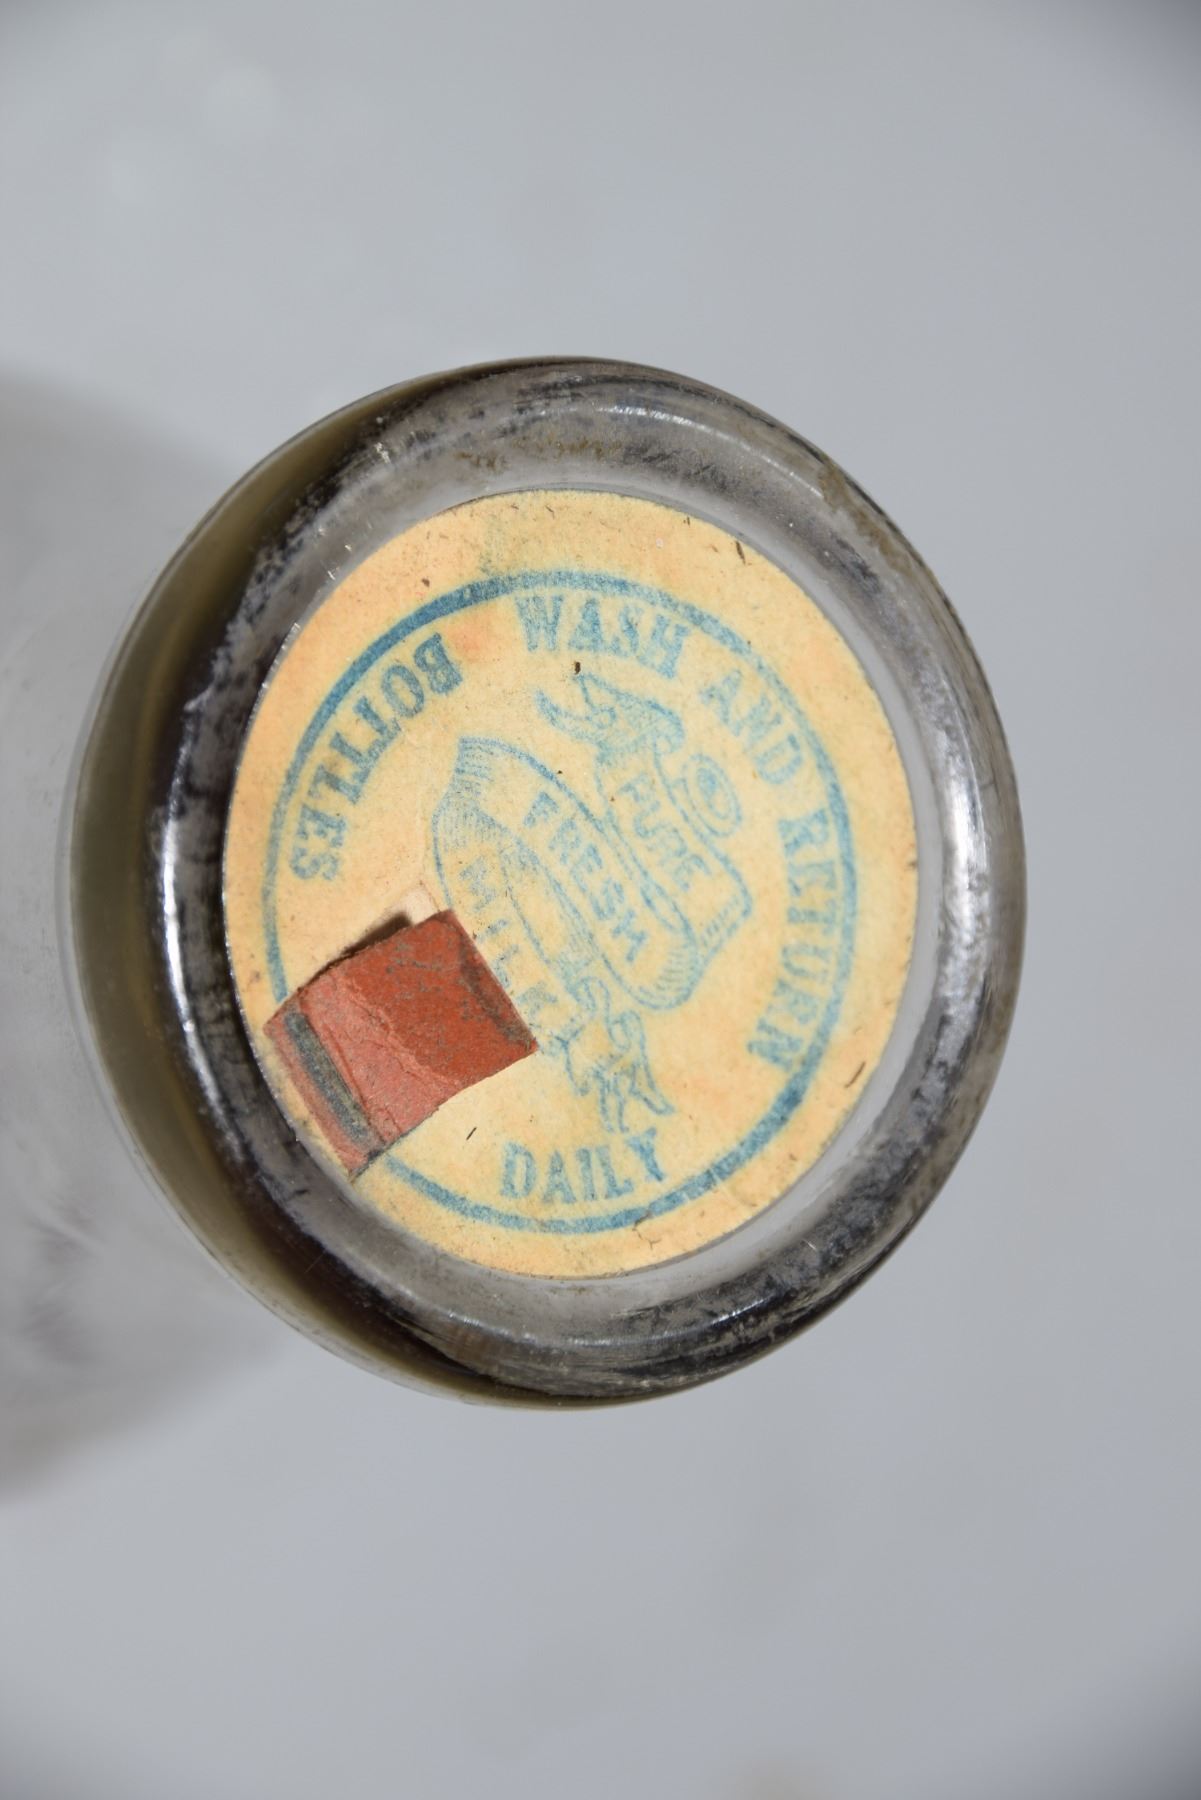 WASH AND RETURN
BOTTLES
DAILY
PURE
FRESH
MILK